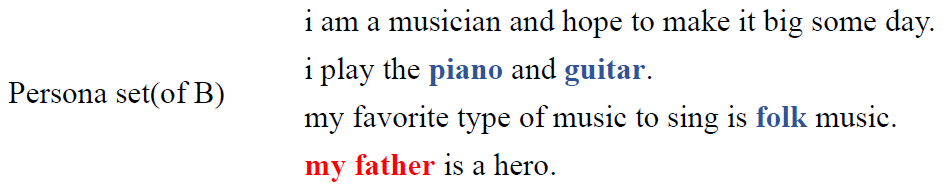 i am a musician and hope to make it big some day.
i play the piano and guitar.
Persona set(of B)
my favorite type of music to sing is folk music.
my father is a hero.